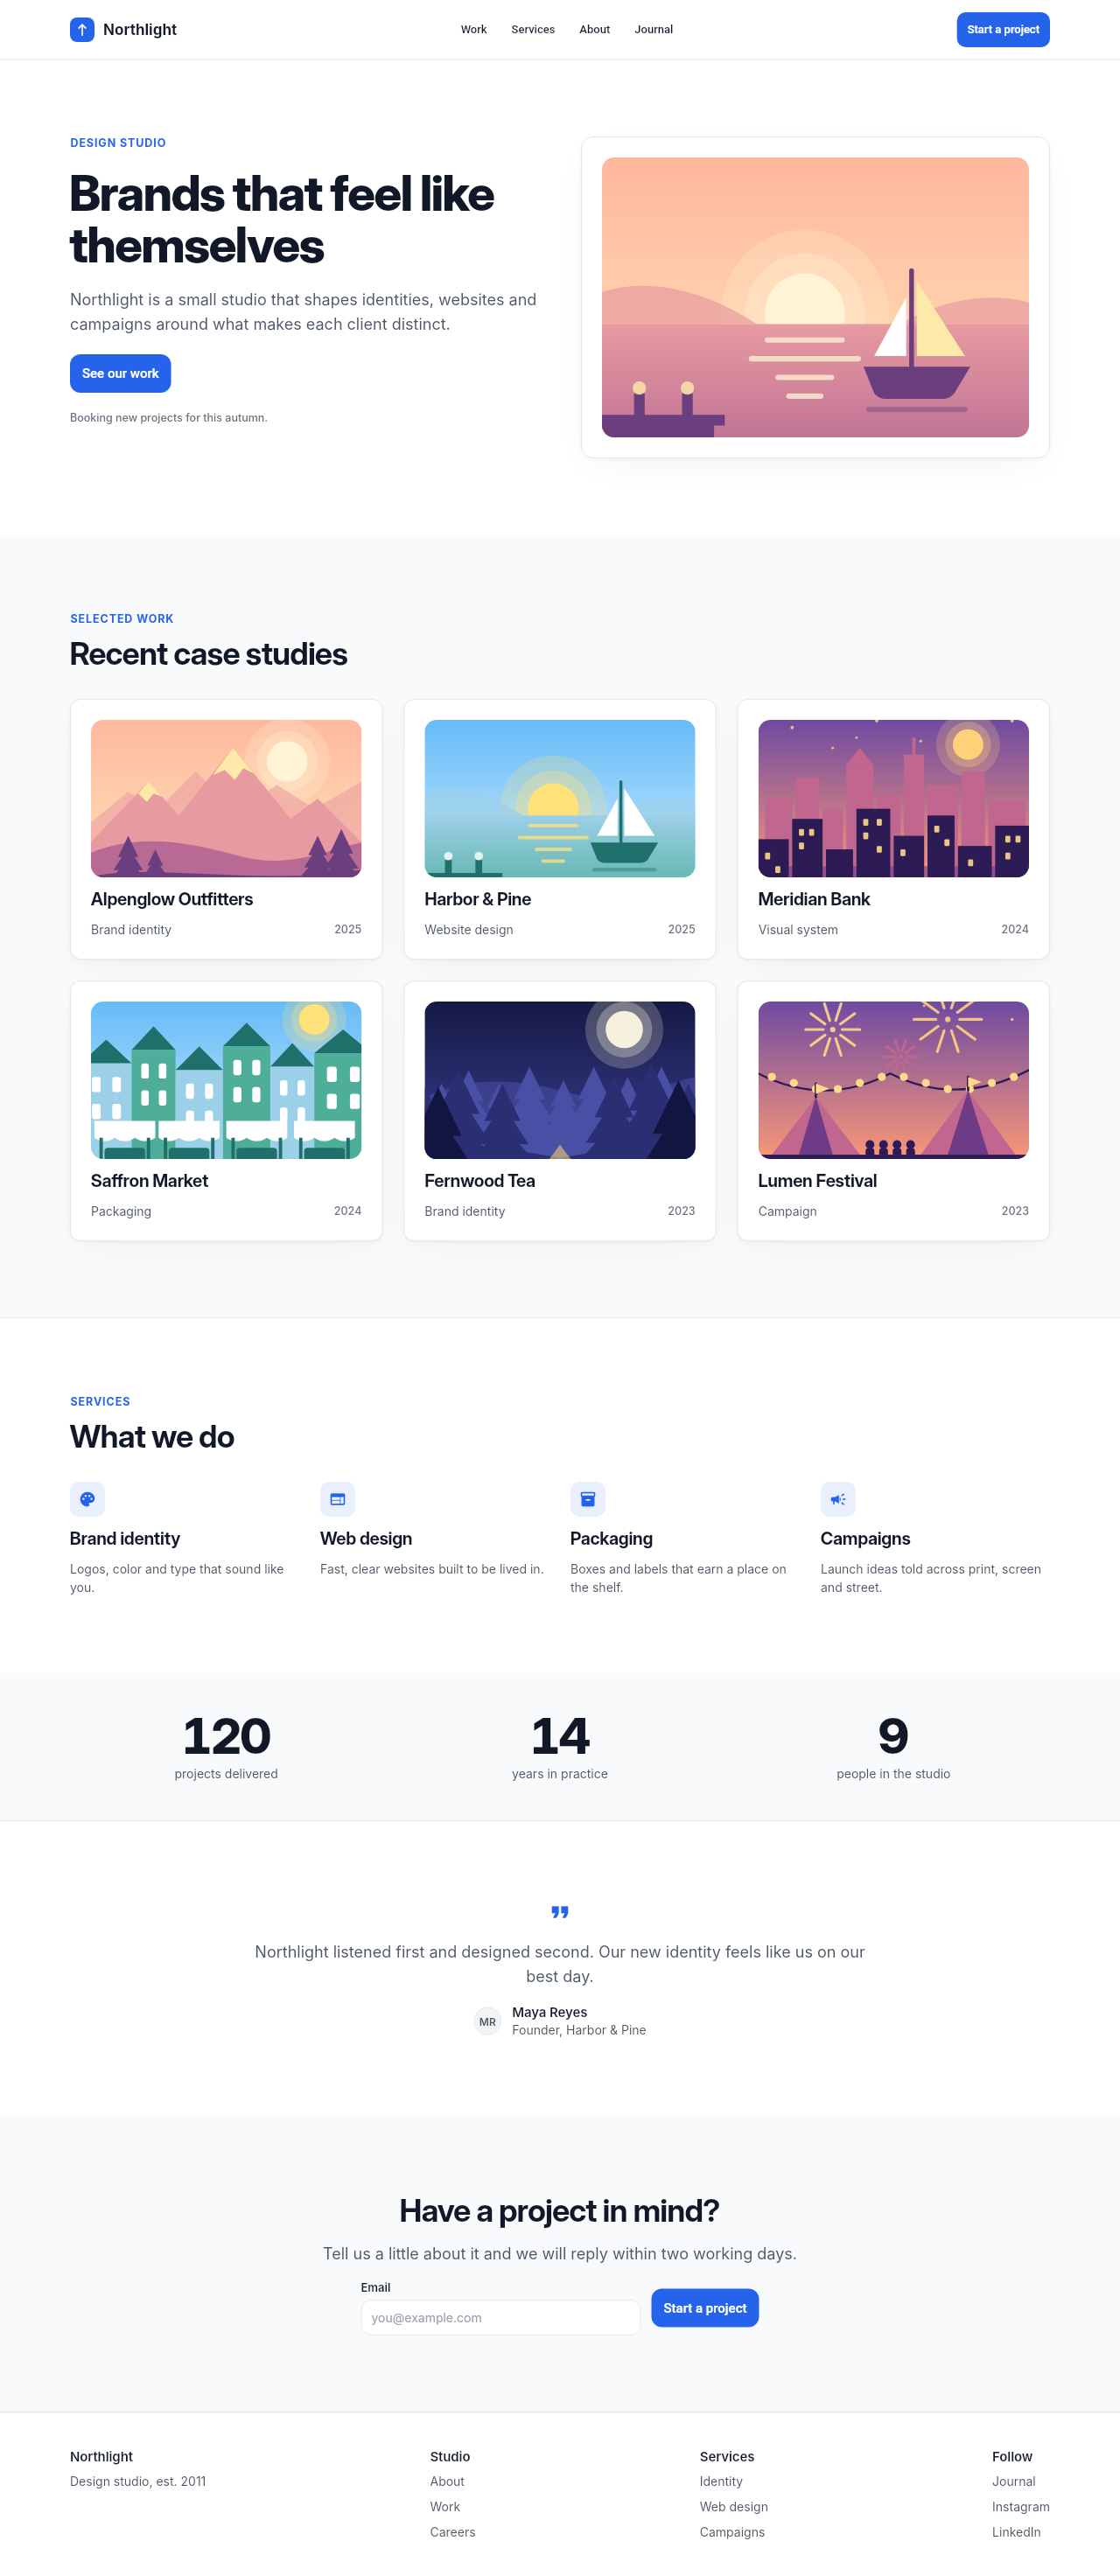 Northlight
Work
Services
About
Journal
Start a project
DESIGN STUDIO
Brands that feel like
themselves
Northlight is a small studio that shapes identities, websites and
campaigns around what makes each client distinct.
See our work
Booking new projects for this autumn.
SELECTED WORK
Recent case studies
Alpenglow Outfitters
Brand identity
2025
Harbor & Pine
Website design
2025
Meridian Bank
Visual system
2024
Saffron Market
Packaging
2024
Fernwood Tea
Brand identity
2023
Lumen Festival
Campaign
2023
SERVICES
What we do
Brand identity
Logos, color and type that sound like
you.
Web design
Fast, clear websites built to be lived in.
Packaging
Boxes and labels that earn a place on
the shelf.
Campaigns
Launch ideas told across print, screen
and street.
120
projects delivered
14
years in practice
9
people in the studio
Northlight listened first and designed second. Our new identity feels like us on our
best day.
MR
Maya Reyes
Founder, Harbor & Pine
Have a project in mind?
Tell us a little about it and we will reply within two working days.
Email
you@example.com
Start a project
Northlight
Design studio, est. 2011
Studio
About
Work
Careers
Services
Identity
Web design
Campaigns
Follow
Journal
Instagram
LinkedIn